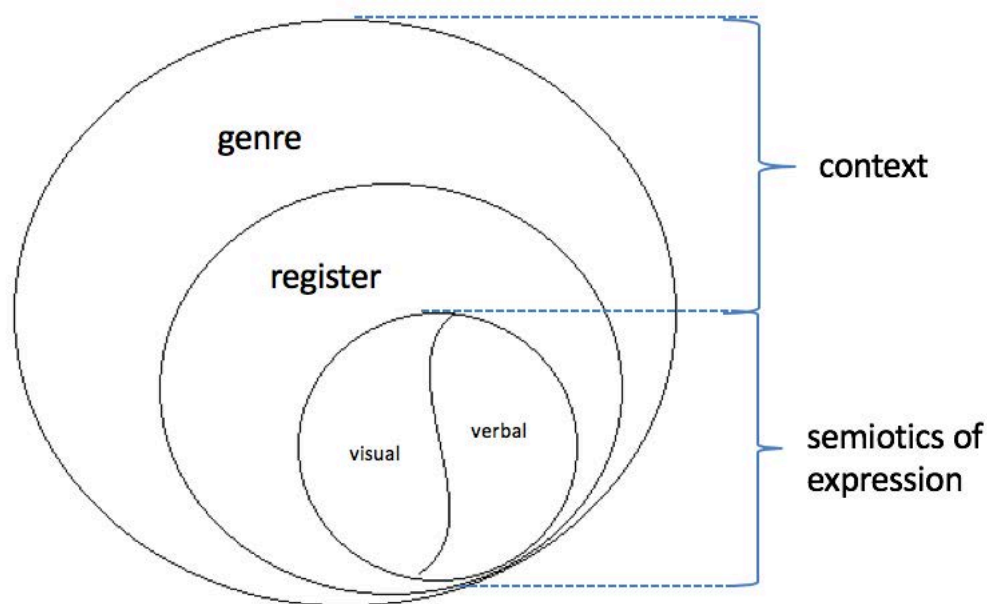 genre
context
register
verbal
visual
semiotics of
expression